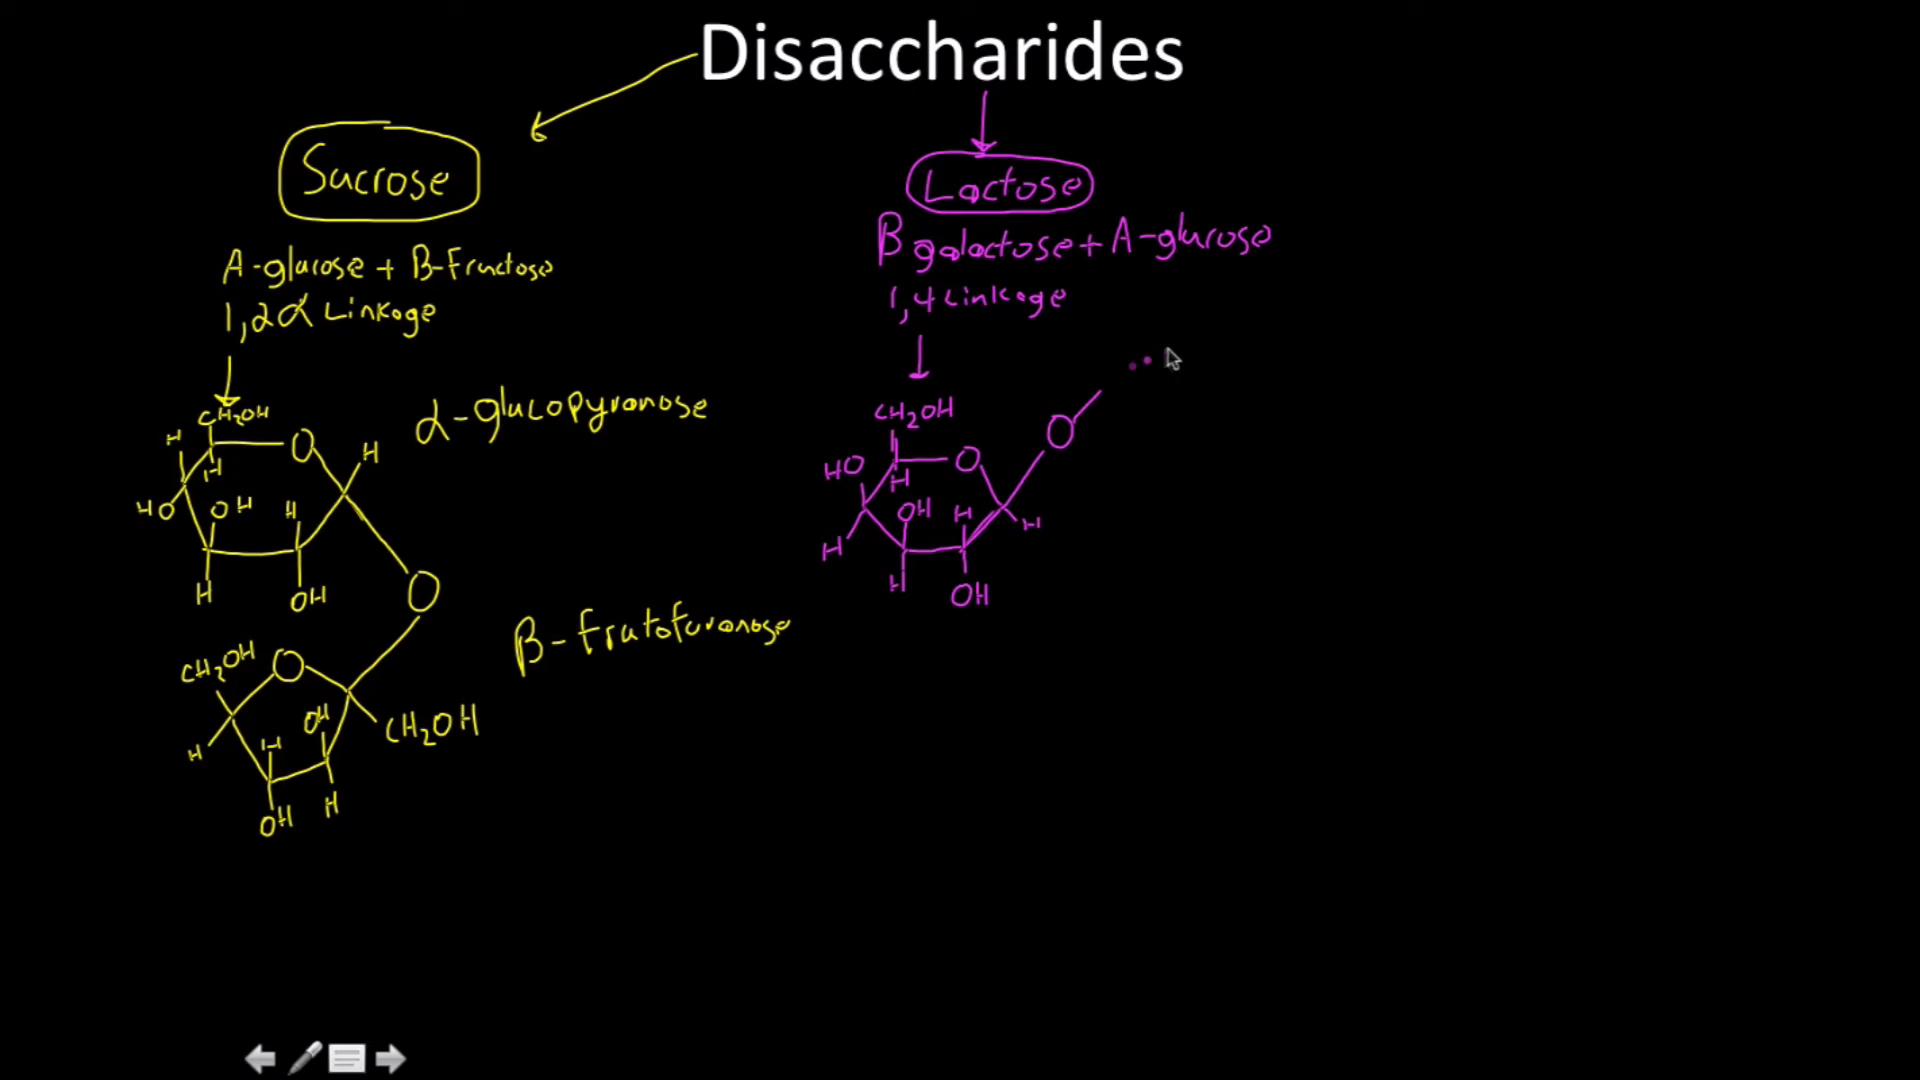 Disaccharides
Sucrose
A-glucose + B-Fructose
1,2α Linkage
CH₂OH
H
O
H
H
HO
OH
H
H
OH
α-glucopyranose
O
β-frutofuranose
CH₂OH
O
OH
CH₂OH
H
H
OH
H
Lactose
B galactose + A-glucose
1,4 Linkage
CH₂OH
O
HO
O
H
OH
H
H
H
H
OH